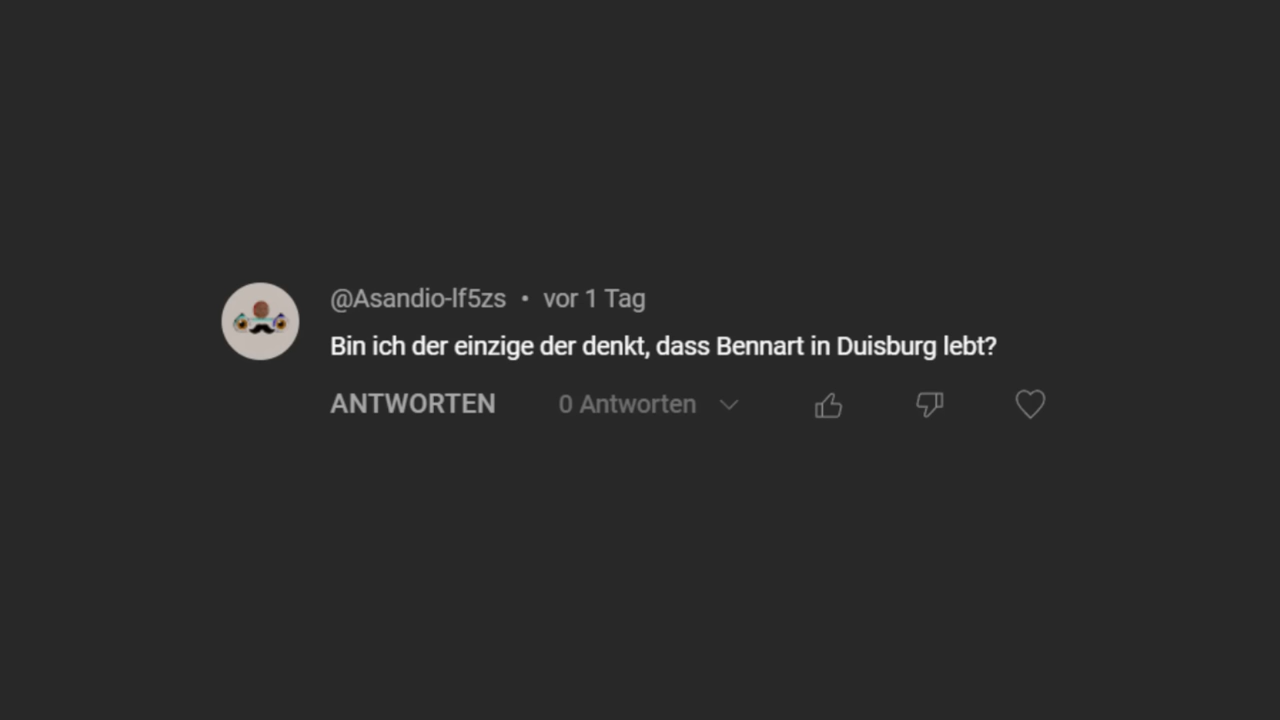 @Asandio-lf5zs • vor 1 Tag
Bin ich der einzige der denkt, dass Bennart in Duisburg lebt?
ANTWORTEN 0 Antworten